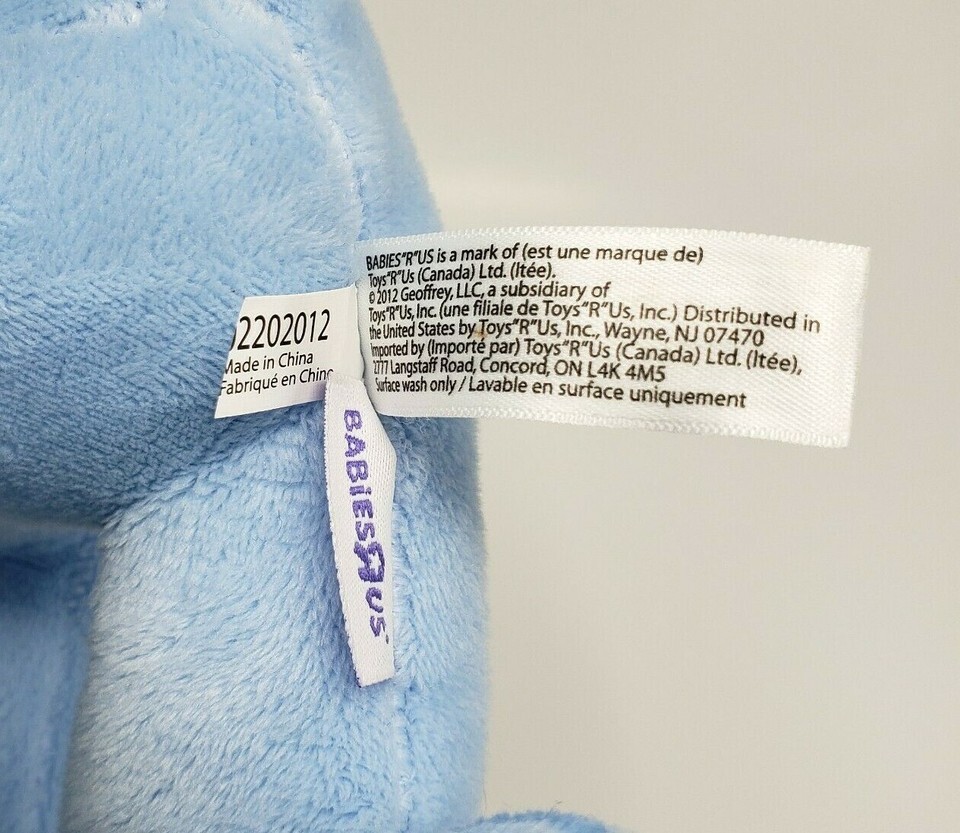 BABIES"R"US is a mark of (est une marque de)
Toys"R"Us (Canada) Ltd. (ltée).
© 2012 Geoffrey, LLC, a subsidiary of
Toys"R"Us, Inc. (une filiale de Toys"R"Us, Inc.) Distributed in
the United States by Toys"R"Us, Inc., Wayne, NJ 07470
Imported by (Importé par) Toys"R"Us (Canada) Ltd. (ltée),
2777 Langstaff Road, Concord, ON L4K 4M5
Surface wash only / Lavable en surface uniquement
2202012
Made in China
Fabriqué en Chine
BABiESRUS